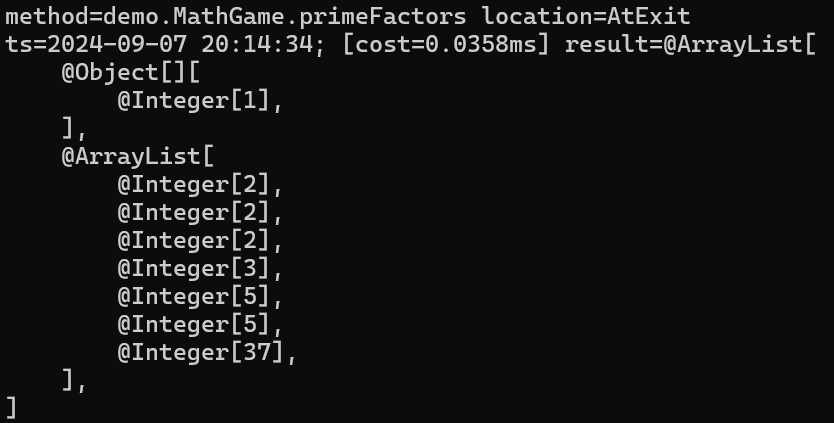 method=demo.MathGame.primeFactors location=AtExit
ts=2024-09-07 20:14:34; [cost=0.0358ms] result=@ArrayList[
    @Object[][
        @Integer[1],
    ],
    @ArrayList[
        @Integer[2],
        @Integer[2],
        @Integer[2],
        @Integer[3],
        @Integer[5],
        @Integer[5],
        @Integer[37],
    ],
]